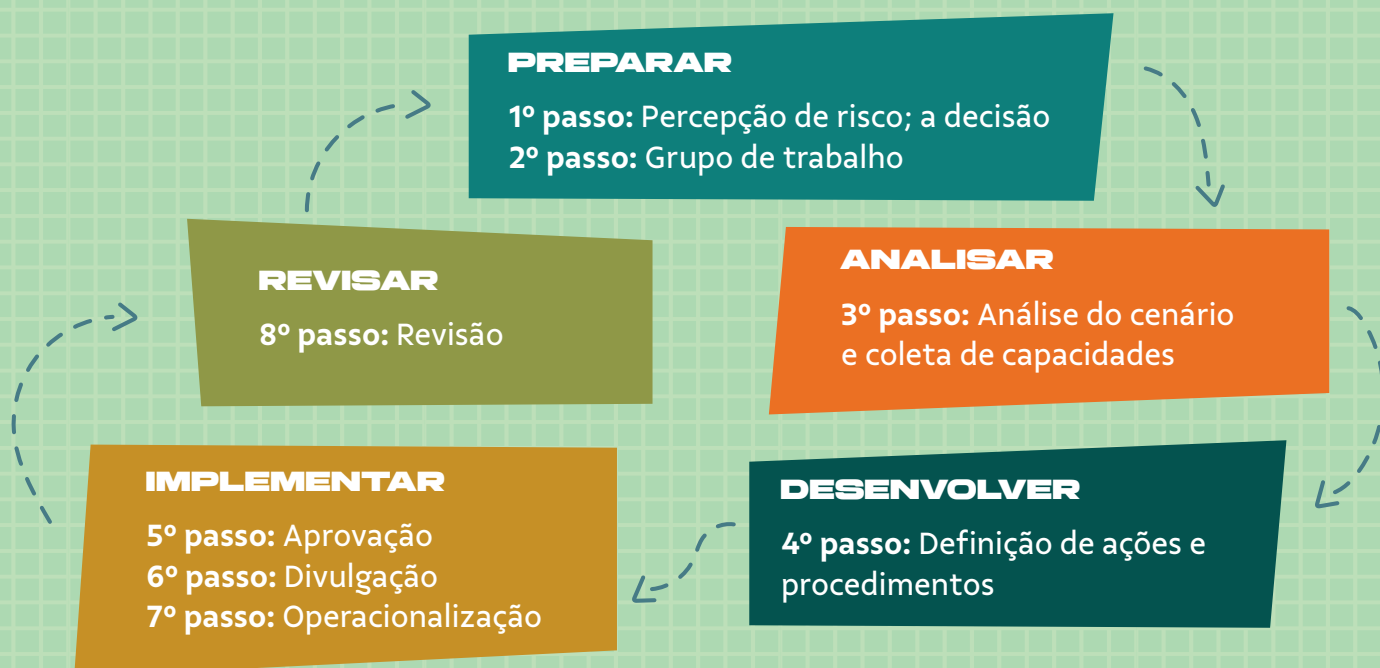 PREPARAR
1º passo: Percepção de risco; a decisão
2º passo: Grupo de trabalho
ANALISAR
3º passo: Análise do cenário
e coleta de capacidades
DESENVOLVER
4º passo: Definição de ações e
procedimentos
IMPLEMENTAR
5º passo: Aprovação
6º passo: Divulgação
7º passo: Operacionalização
REVISAR
8º passo: Revisão